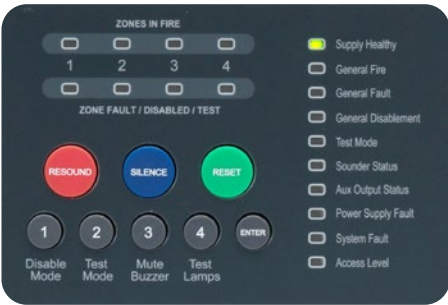 ZONES IN FIRE
1 2 3 4
ZONE FAULT / DISABLED / TEST
RESOUND SILENCE RESET
1 2 3 4 ENTER
Disable Mode
Test Mode
Mute Buzzer
Test Lamps
Supply Healthy
General Fire
General Fault
General Disablement
Test Mode
Sounder Status
Aux Output Status
Power Supply Fault
System Fault
Access Level